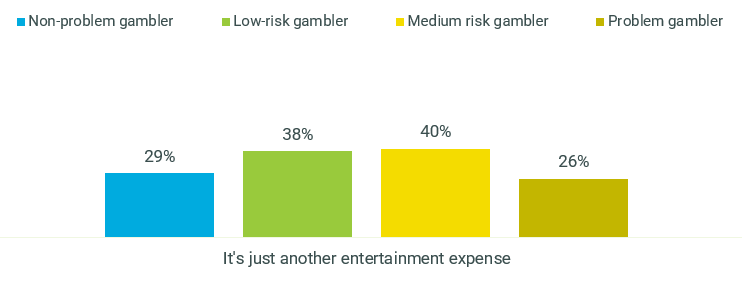 Non-problem gambler Low-risk gambler Medium risk gambler Problem gambler
29% 38% 40% 26%
It's just another entertainment expense